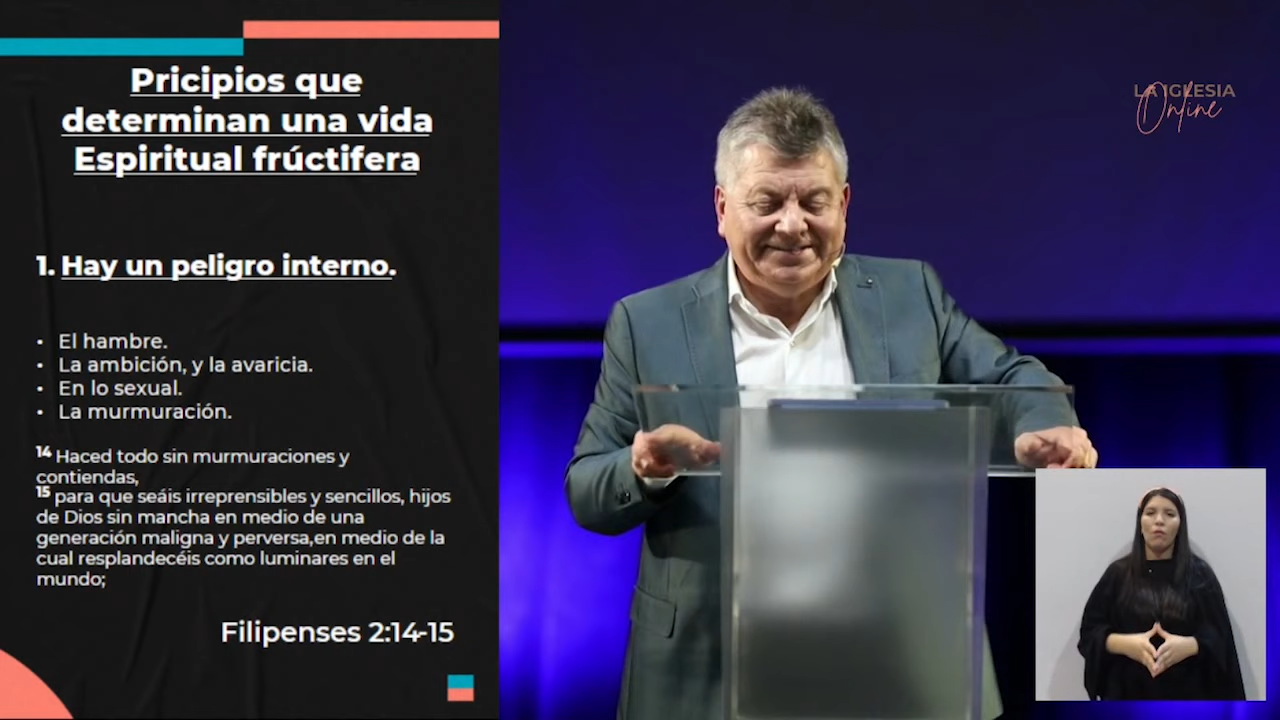 Pricipios que
determinan una vida
Espiritual frúctifera
1. Hay un peligro interno.
• El hambre.
• La ambición, y la avaricia.
• En lo sexual.
• La murmuración.
14 Haced todo sin murmuraciones y
contiendas,
15 para que seáis irreprensibles y sencillos, hijos
de Dios sin mancha en medio de una
generación maligna y perversa,en medio de la
cual resplandecéis como luminares en el
mundo;
Filipenses 2:14-15
LA IGLESIA
Online